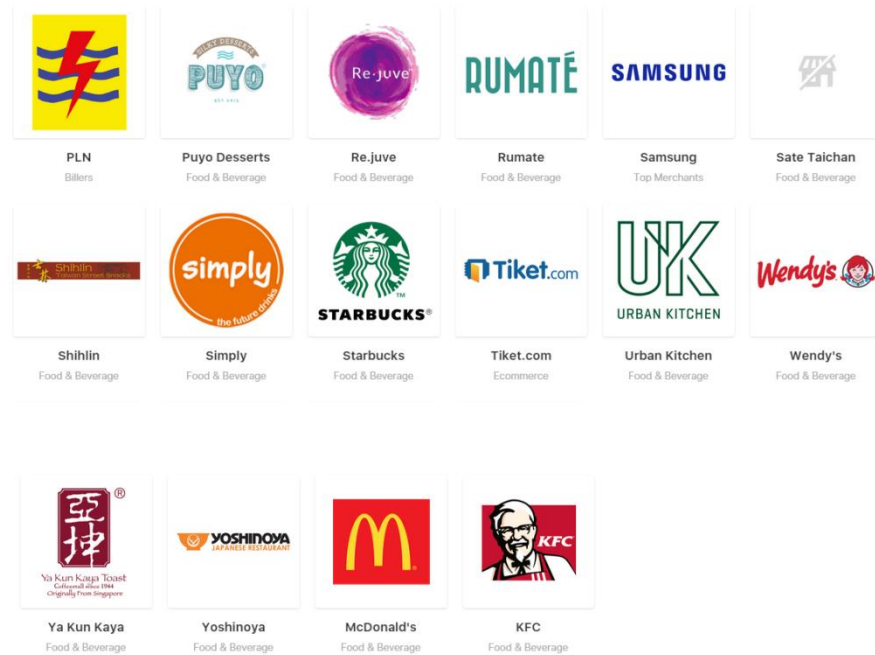 SILKY DESSERTS
PUYO
Re.juve
RUMATÉ
SAMSUNG
PLN
Puyo Desserts
Re.juve
Rumate
Samsung
Sate Taichan
Billers
Food & Beverage
Food & Beverage
Food & Beverage
Top Merchants
Food & Beverage
士林
Shihlin
Taiwan Street Snacks
simply
the future drinks
TM
STARBUCKS®
Tiket.com
UK
URBAN KITCHEN
Wendy's
Shihlin
Simply
Starbucks
Tiket.com
Urban Kitchen
Wendy's
Food & Beverage
Food & Beverage
Food & Beverage
Ecommerce
Food & Beverage
Food & Beverage
亞坤
®
Ya Kun Kaya Toast
Coffeestall since 1944
Originally From Singapore
YOSHINOYA
JAPANESE RESTAURANT
KFC
Ya Kun Kaya
Yoshinoya
McDonald's
KFC
Food & Beverage
Food & Beverage
Food & Beverage
Food & Beverage